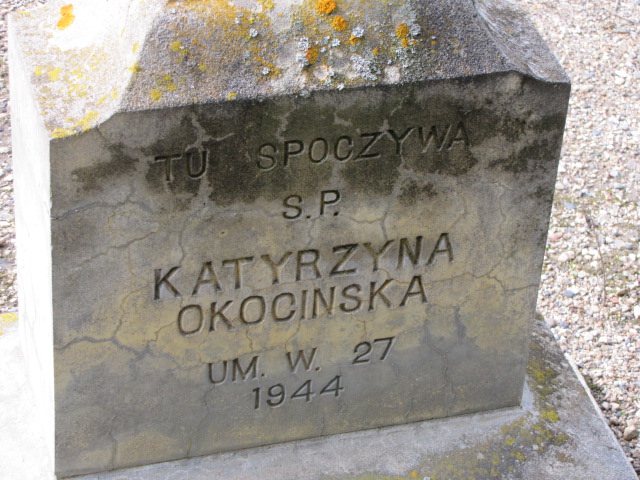 TU SPOCZYWA
S.P.
KATYRZYNA
OKOCINSKA
UM. W. 27
1944